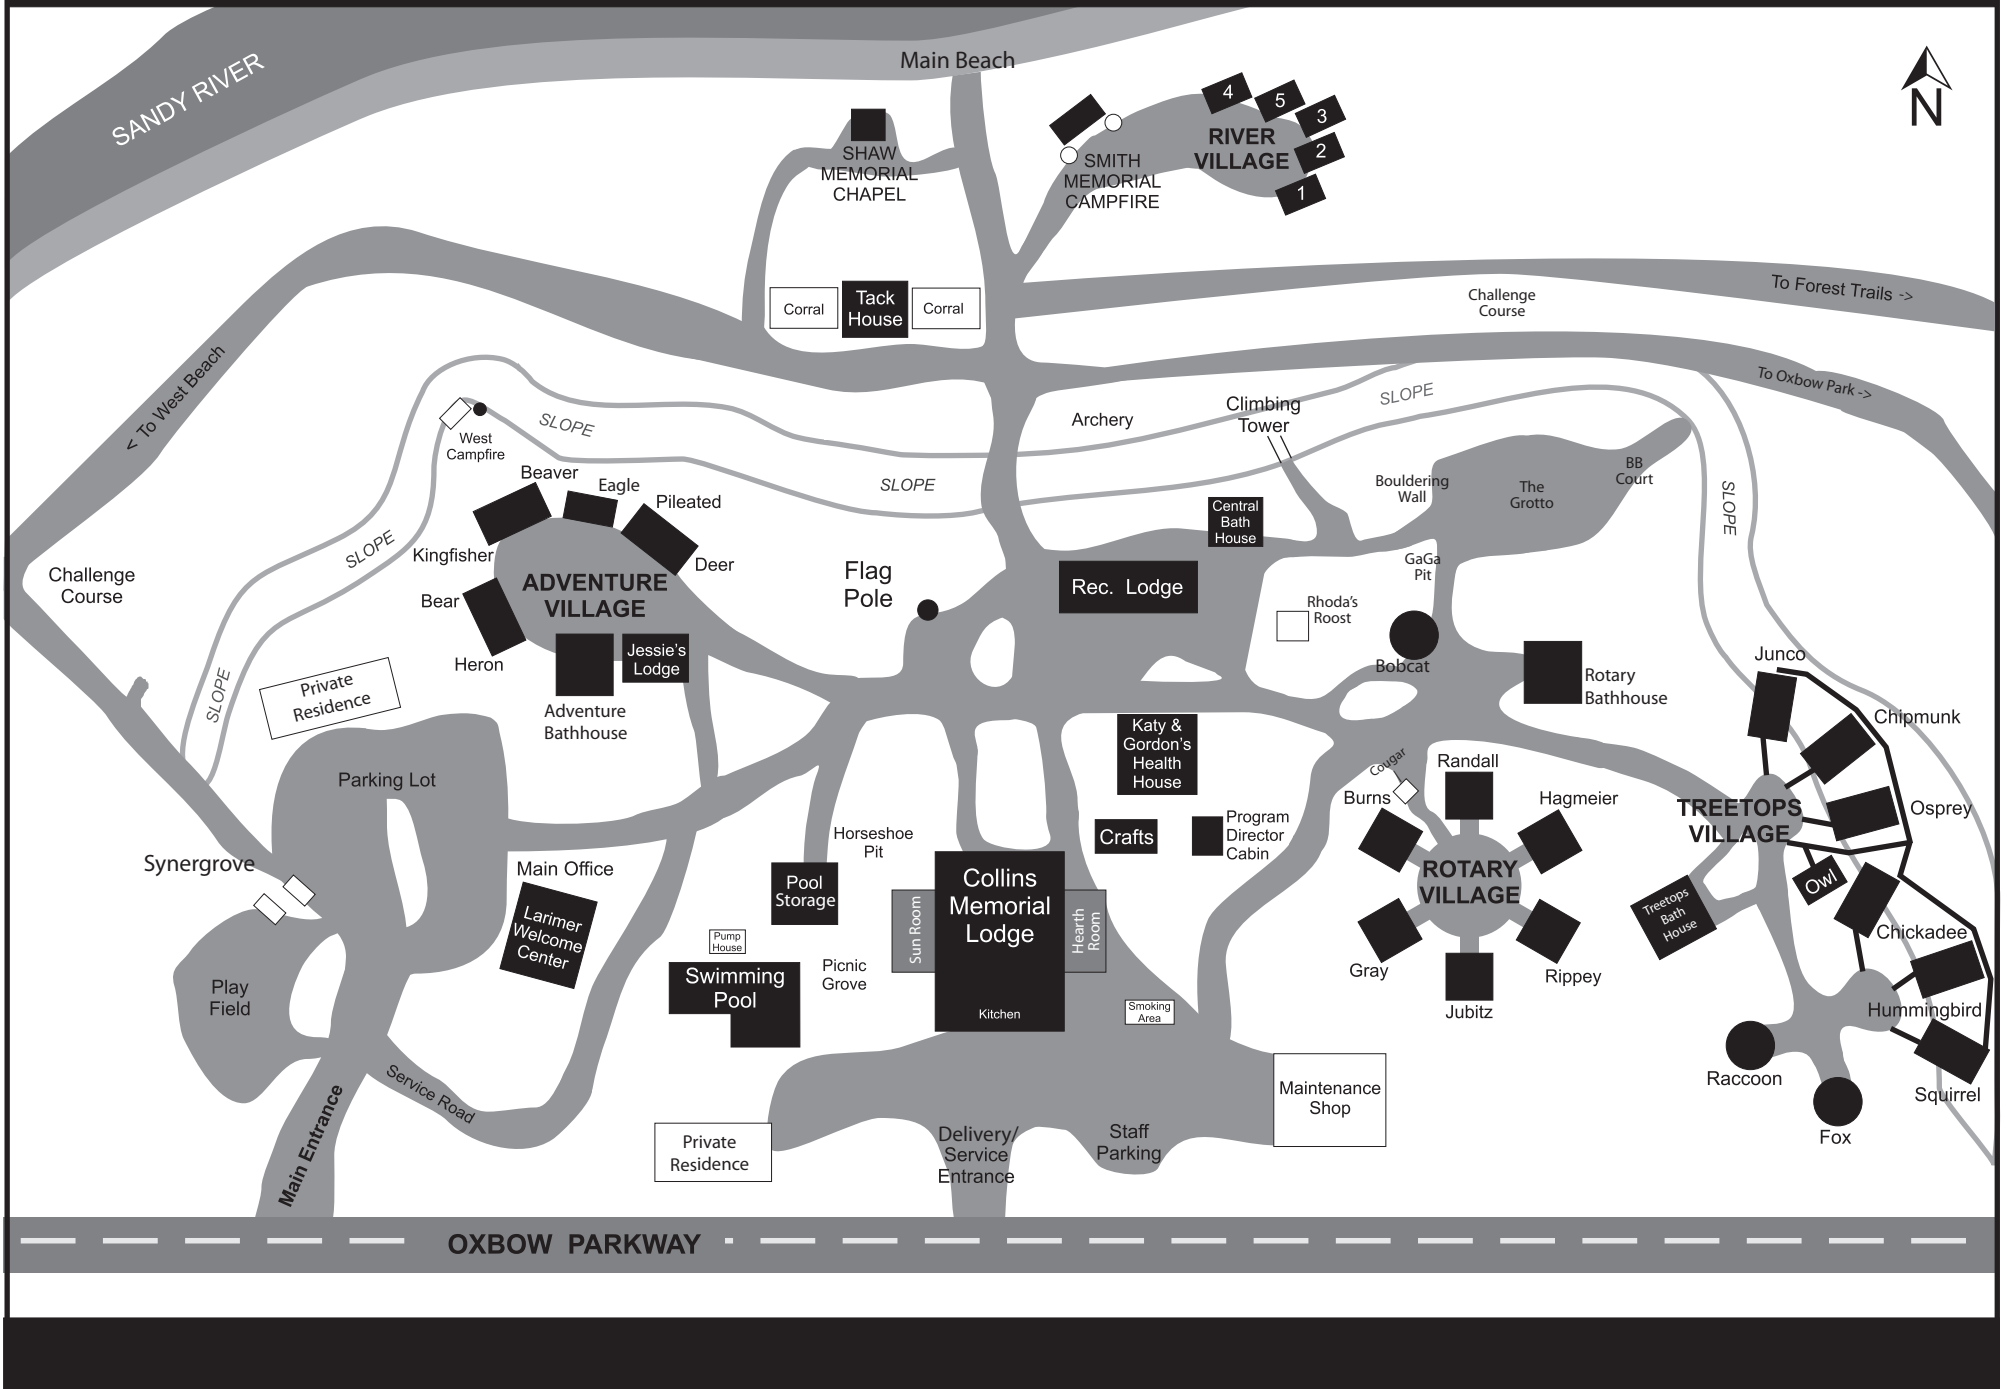 Main Beach
SANDY RIVER
N
4
5
3
2
1
RIVER
VILLAGE
SHAW
MEMORIAL
CHAPEL
SMITH
MEMORIAL
CAMPFIRE
Corral
Tack
House
Corral
Challenge
Course
To Forest Trails ->
< To West Beach
To Oxbow Park ->
SLOPE
Climbing
Tower
Archery
SLOPE
West
Campfire
SLOPE
Beaver
Eagle
Pileated
Kingfisher
Deer
SLOPE
Bouldering
Wall
The
Grotto
BB
Court
SLOPE
Central
Bath
House
GaGa
Pit
Challenge
Course
ADVENTURE
VILLAGE
Bear
Heron
Jessie's
Lodge
Adventure
Bathhouse
Flag
Pole
Rec. Lodge
Rhoda's
Roost
Bobcat
Rotary
Bathhouse
SLOPE
Private
Residence
Junco
Chipmunk
Osprey
TREETOPS
VILLAGE
Owl
Treetops
Bath
House
Chickadee
Hummingbird
Squirrel
Raccoon
Fox
Katy &
Gordon's
Health
House
Cougar
Randall
Burns
Hagmeier
ROTARY
VILLAGE
Gray
Rippey
Jubitz
Parking Lot
Crafts
Program
Director
Cabin
Horseshoe
Pit
Synergrove
Main Office
Larimer
Welcome
Center
Pool
Storage
Collins
Memorial
Lodge
Sun Room
Hearth
Room
Kitchen
Pump
House
Swimming
Pool
Picnic
Grove
Smoking
Area
Play
Field
Service Road
Main Entrance
Maintenance
Shop
Private
Residence
Delivery/
Service
Entrance
Staff
Parking
OXBOW PARKWAY